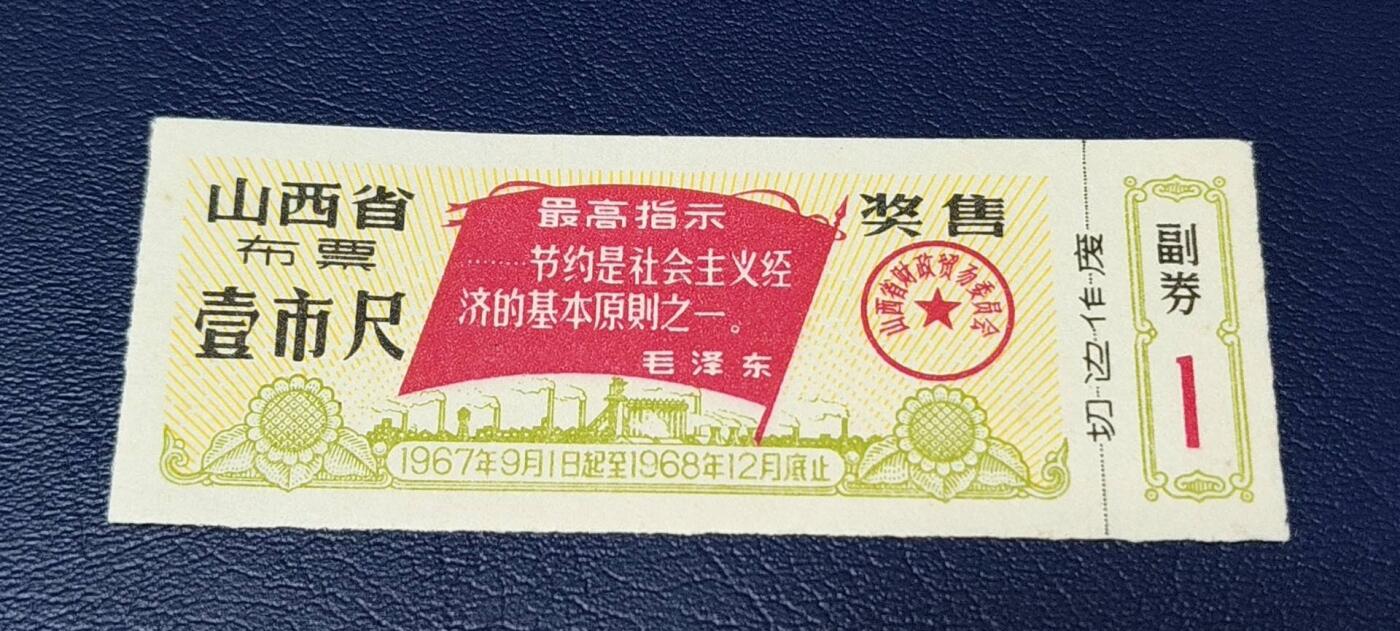 山西省
布票
壹市尺
最高指示
………节约是社会主义经
济的基本原則之一。
毛泽东
奖售
山西省财政贸易委员会
1967年9月1日起至1968年12月底止
切边作废
副券
1